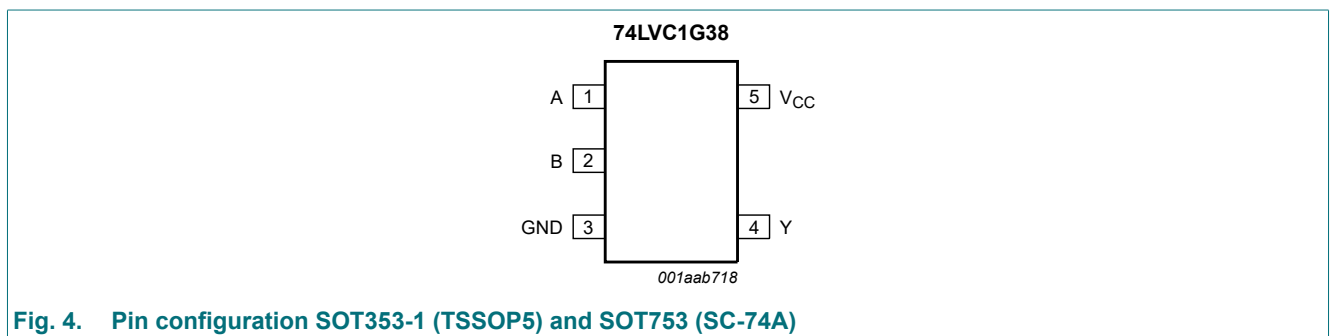 74LVC1G38
A 1 5 VCC
B 2
GND 3 4 Y
001aab718
Fig. 4. Pin configuration SOT353-1 (TSSOP5) and SOT753 (SC-74A)